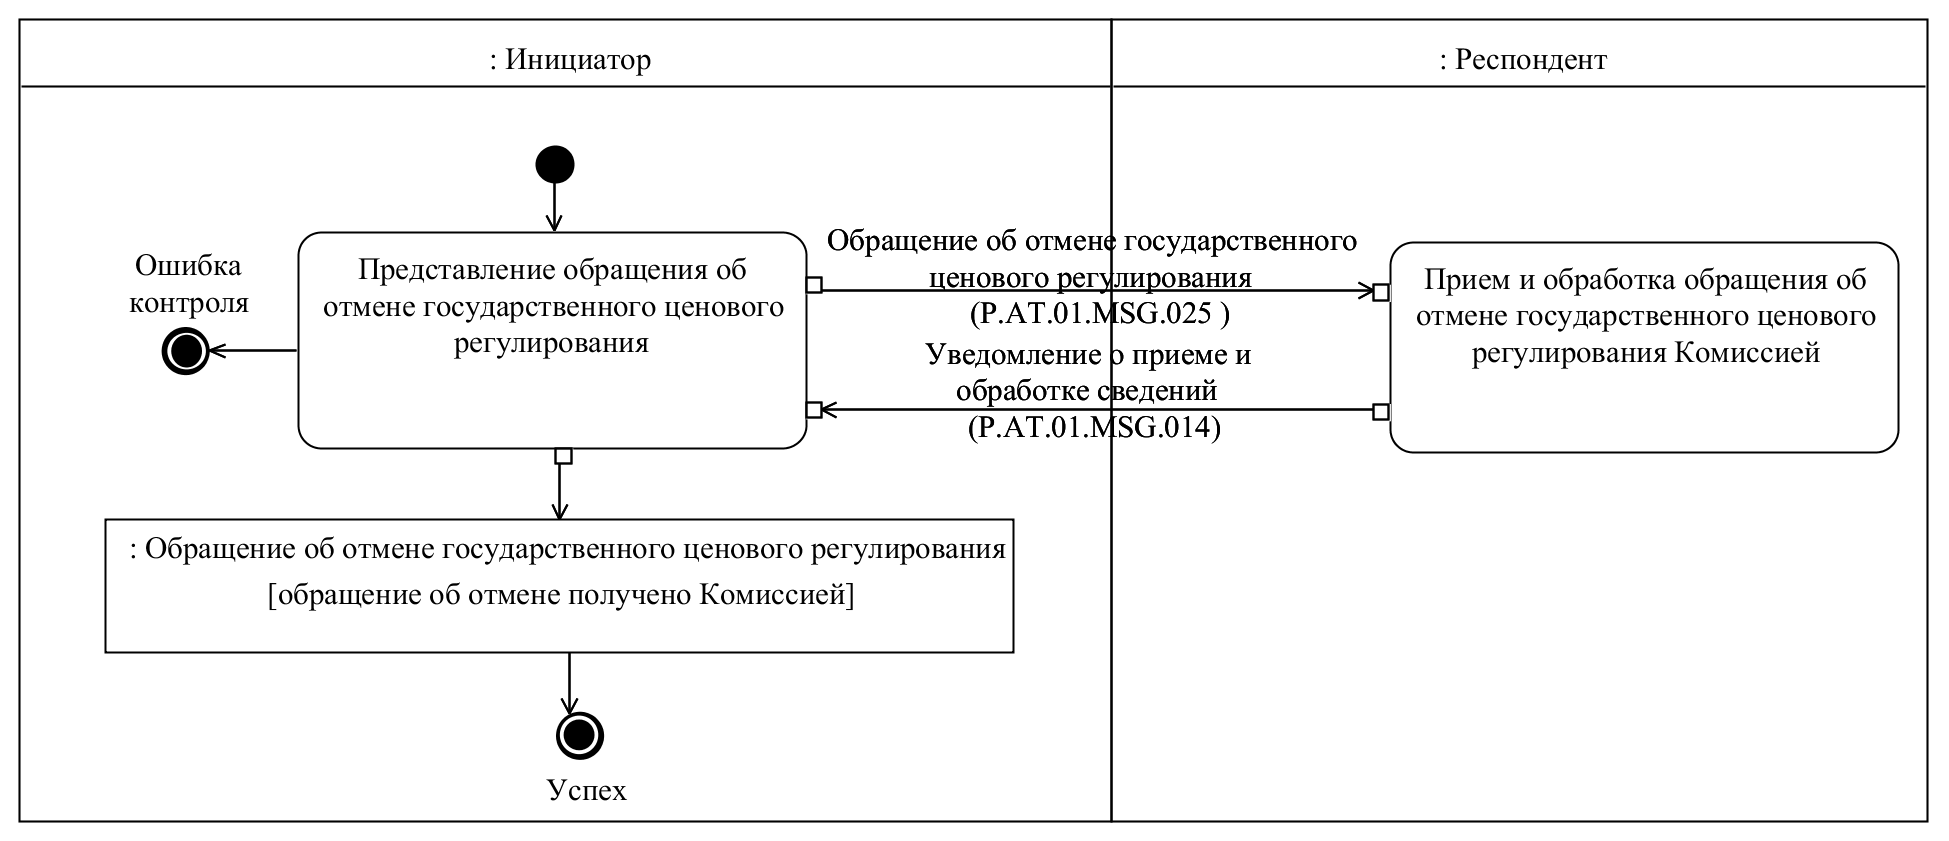 : Инициатор
: Респондент
Ошибка
контроля
Представление обращения об
отмене государственного ценового
регулирования
Обращение об отмене государственного
ценового регулирования
(P.AT.01.MSG.025 )
Уведомление о приеме и
обработке сведений
(P.AT.01.MSG.014)
Прием и обработка обращения об
отмене государственного ценового
регулирования Комиссией
: Обращение об отмене государственного ценового регулирования
[обращение об отмене получено Комиссией]
Успех